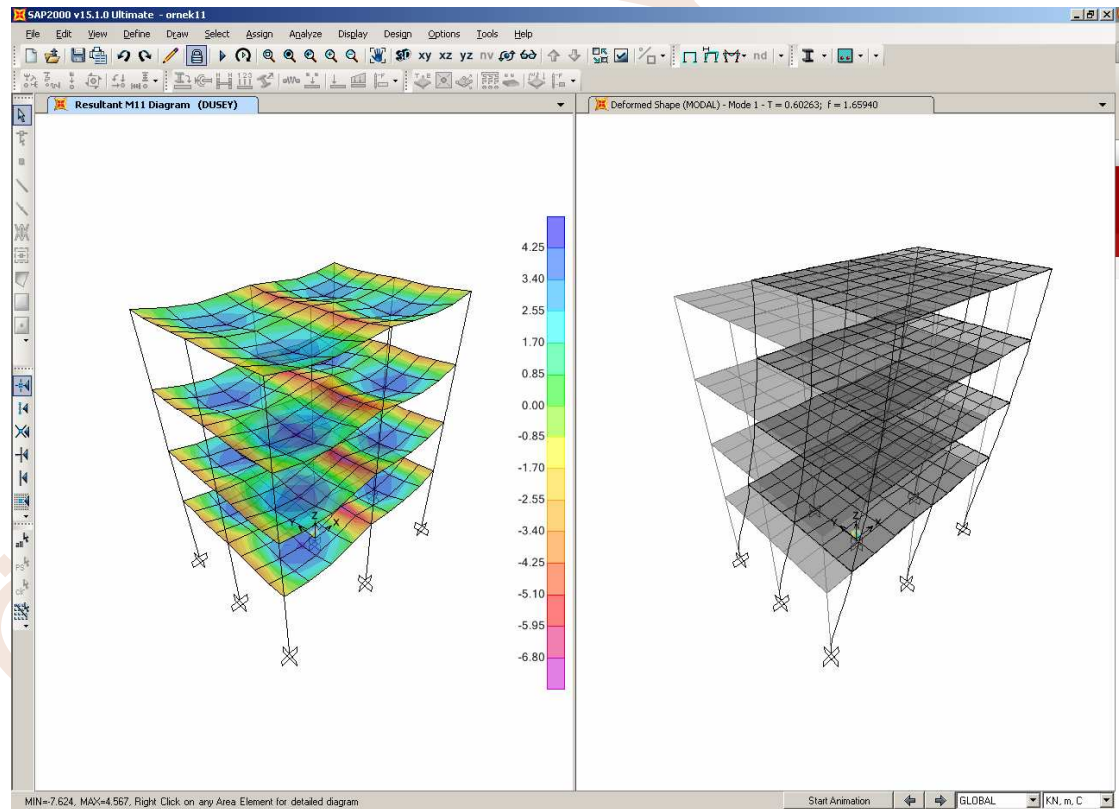 SAP2000 v15.1.0 Ultimate - ornek11
File Edit View Define Draw Select Assign Analyze Display Design Options Tools Help
3D xy xz yz nv nd I
Resultant M11 Diagram (DUSEY)
Deformed Shape (MODAL) - Mode 1 - T = 0.60263; f = 1.65940
4.25
3.40
2.55
1.70
0.85
0.00
-0.85
-1.70
-2.55
-3.40
-4.25
-5.10
-5.95
-6.80
Y Z X
Y Z X
all
PS
clr
MIN=-7.624, MAX=4.567, Right Click on any Area Element for detailed diagram
Start Animation
GLOBAL
KN, m, C